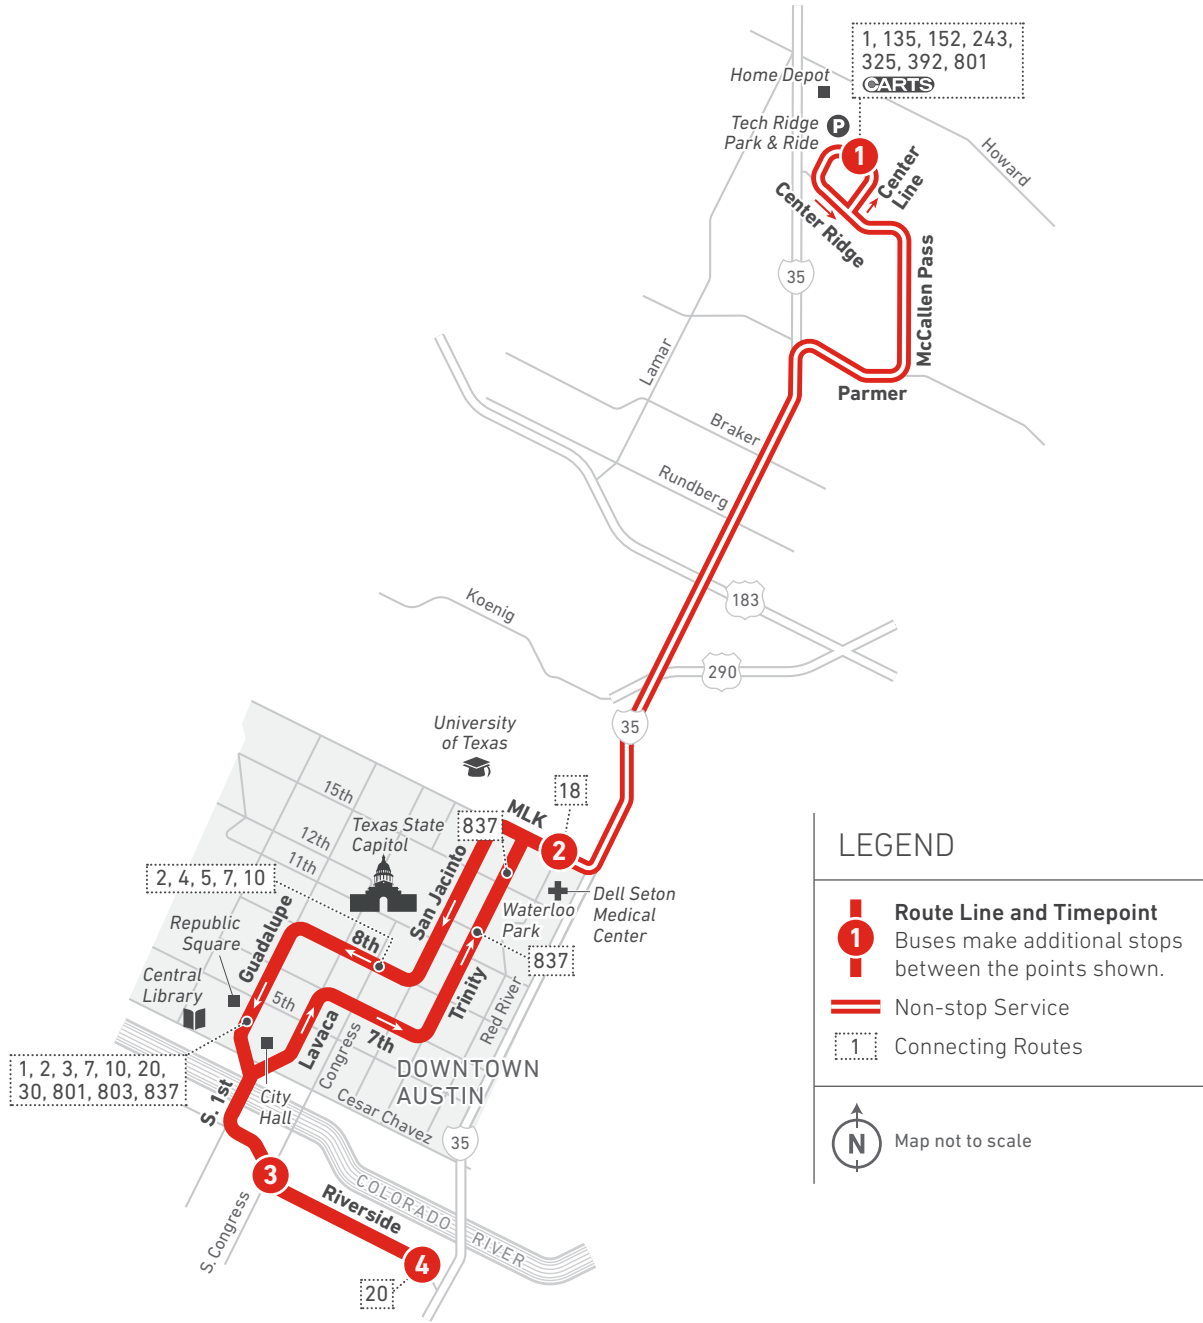 1, 135, 152, 243,
325, 392, 801
CARTS
Home Depot
P
Tech Ridge
Park & Ride
1
Howard
Center
Line
Center Ridge
McCallen Pass
35
Lamar
Parmer
Braker
Rundberg
183
Koenig
290
35
University
of Texas
18
15th
MLK
837
12th
Texas State
Capitol
11th
2
San Jacinto
2, 4, 5, 7, 10
Dell Seton
Medical
Center
Waterloo
Park
Republic
Square
Guadalupe
8th
837
Central
Library
5th
Trinity
Red River
Lavaca
Congress
7th
1, 2, 3, 7, 10, 20,
30, 801, 803, 837
DOWNTOWN
AUSTIN
S. 1st
City
Hall
Cesar Chavez
35
3
Riverside
COLORADO RIVER
S. Congress
4
20
LEGEND
1
Route Line and Timepoint
Buses make additional stops
between the points shown.
Non-stop Service
1
Connecting Routes
N
Map not to scale